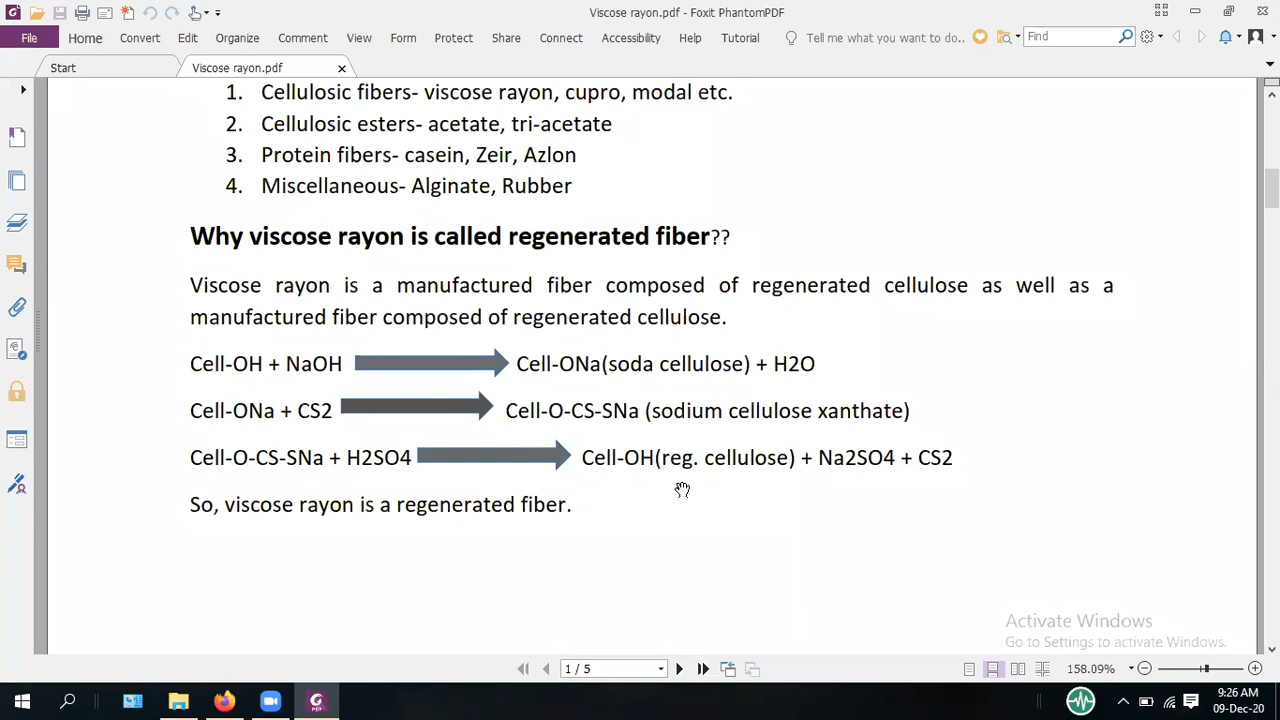 Viscose rayon.pdf - Foxit PhantomPDF
File Home Convert Edit Organize Comment View Form Protect Share Connect Accessibility Help Tutorial Tell me what you want to do.. Find
Start Viscose rayon.pdf
1. Cellulosic fibers- viscose rayon, cupro, modal etc.
2. Cellulosic esters- acetate, tri-acetate
3. Protein fibers- casein, Zeir, Azlon
4. Miscellaneous- Alginate, Rubber
Why viscose rayon is called regenerated fiber??
Viscose rayon is a manufactured fiber composed of regenerated cellulose as well as a
manufactured fiber composed of regenerated cellulose.
Cell-OH + NaOH Cell-ONa(soda cellulose) + H2O
Cell-ONa + CS2 Cell-O-CS-SNa (sodium cellulose xanthate)
Cell-O-CS-SNa + H2SO4 Cell-OH(reg. cellulose) + Na2SO4 + CS2
So, viscose rayon is a regenerated fiber.
Activate Windows
Go to Settings to activate Windows.
1 / 5 158.09%
9:26 AM
09-Dec-20